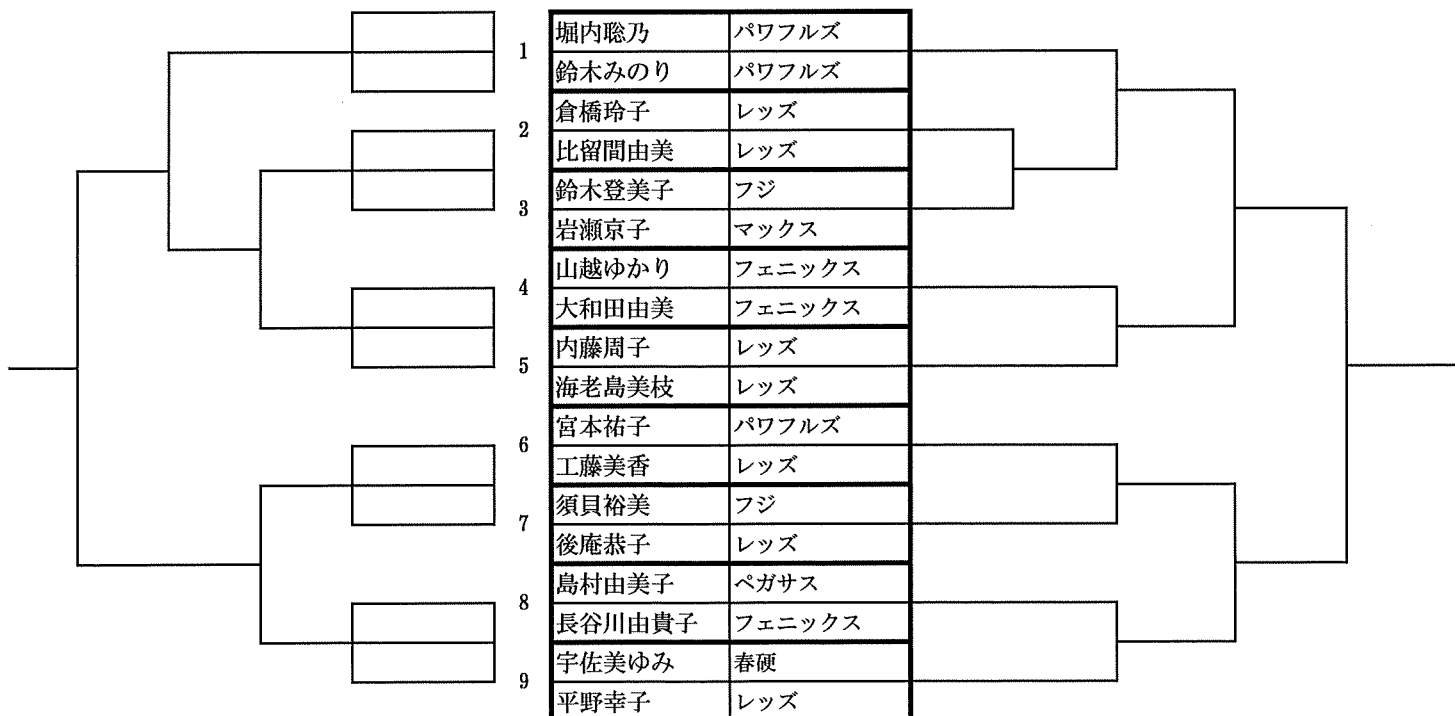 1 堀内聡乃 パワフルズ
鈴木みのり パワフルズ
2 倉橋玲子 レッズ
比留間由美 レッズ
3 鈴木登美子 フジ
岩瀬京子 マックス
4 山越ゆかり フェニックス
大和田由美 フェニックス
5 内藤周子 レッズ
海老島美枝 レッズ
6 宮本祐子 パワフルズ
工藤美香 レッズ
7 須貝裕美 フジ
後庵恭子 レッズ
8 島村由美子 ペガサス
長谷川由貴子 フェニックス
9 宇佐美ゆみ 春硬
平野幸子 レッズ